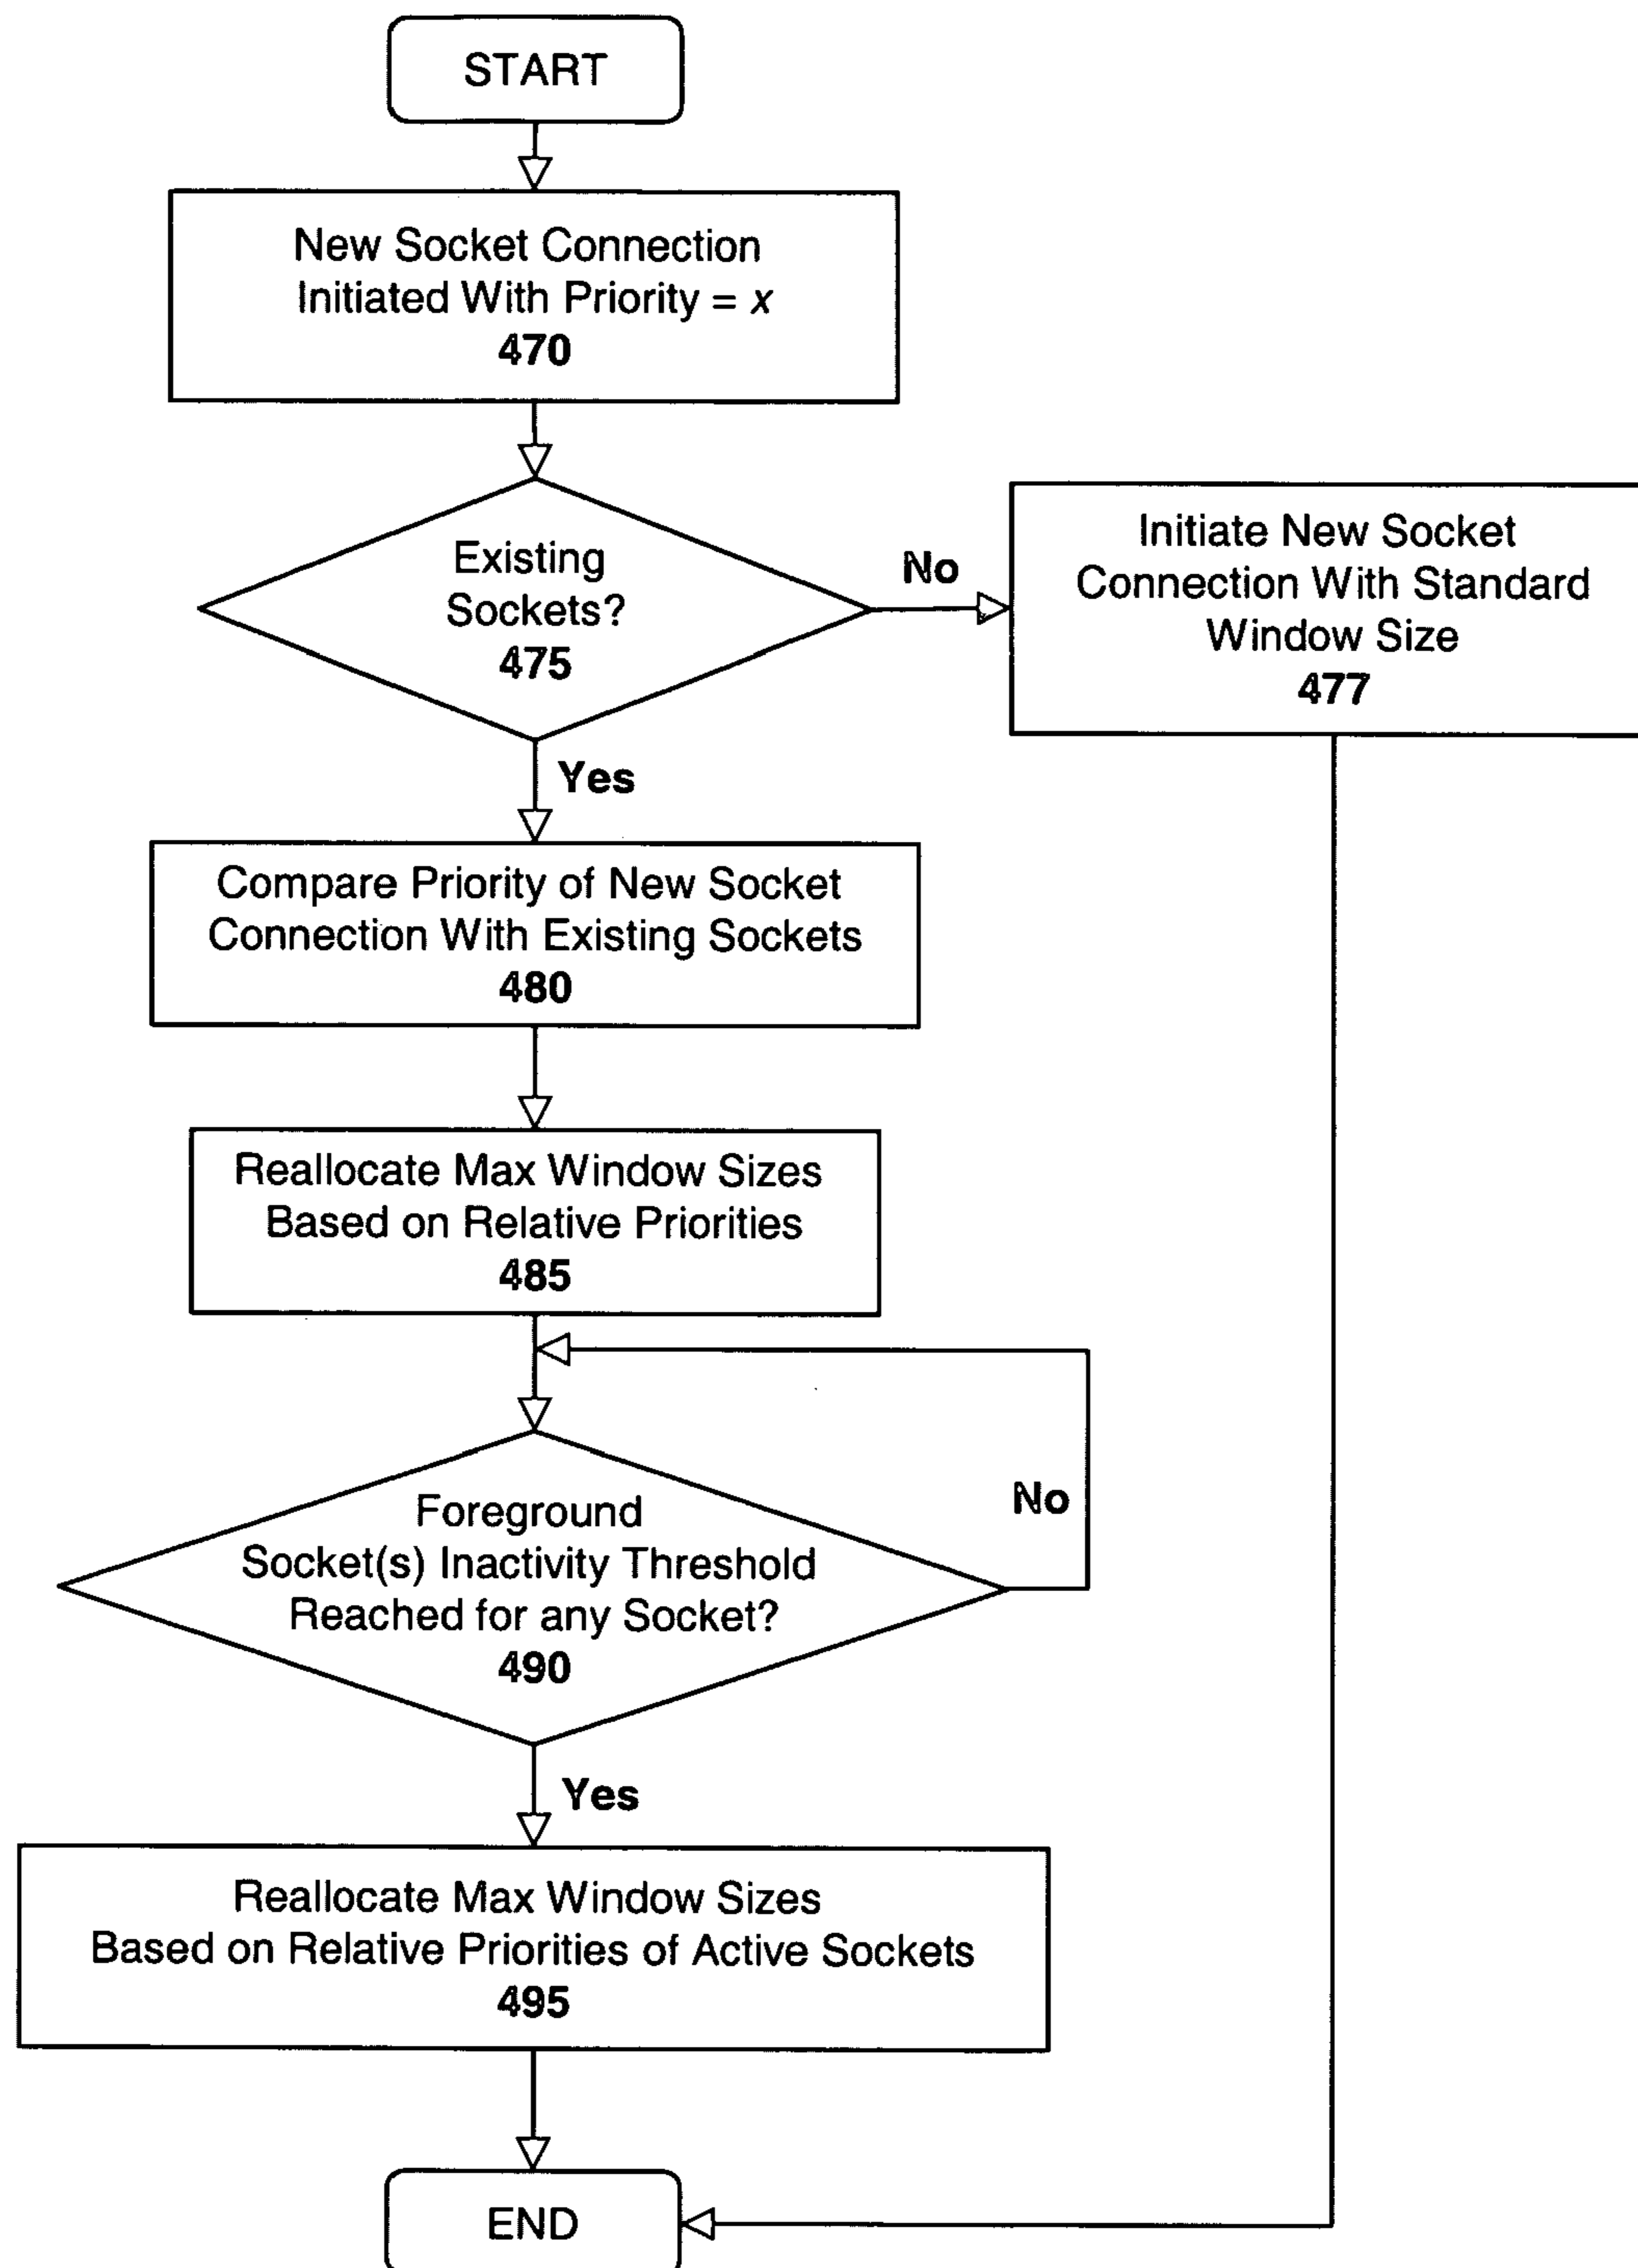 START
New Socket Connection
Initiated With Priority = x
470
Existing
Sockets?
475
No
Initiate New Socket
Connection With Standard
Window Size
477
Yes
Compare Priority of New Socket
Connection With Existing Sockets
480
Reallocate Max Window Sizes
Based on Relative Priorities
485
Foreground
Socket(s) Inactivity Threshold
Reached for any Socket?
490
No
Yes
Reallocate Max Window Sizes
Based on Relative Priorities of Active Sockets
495
END